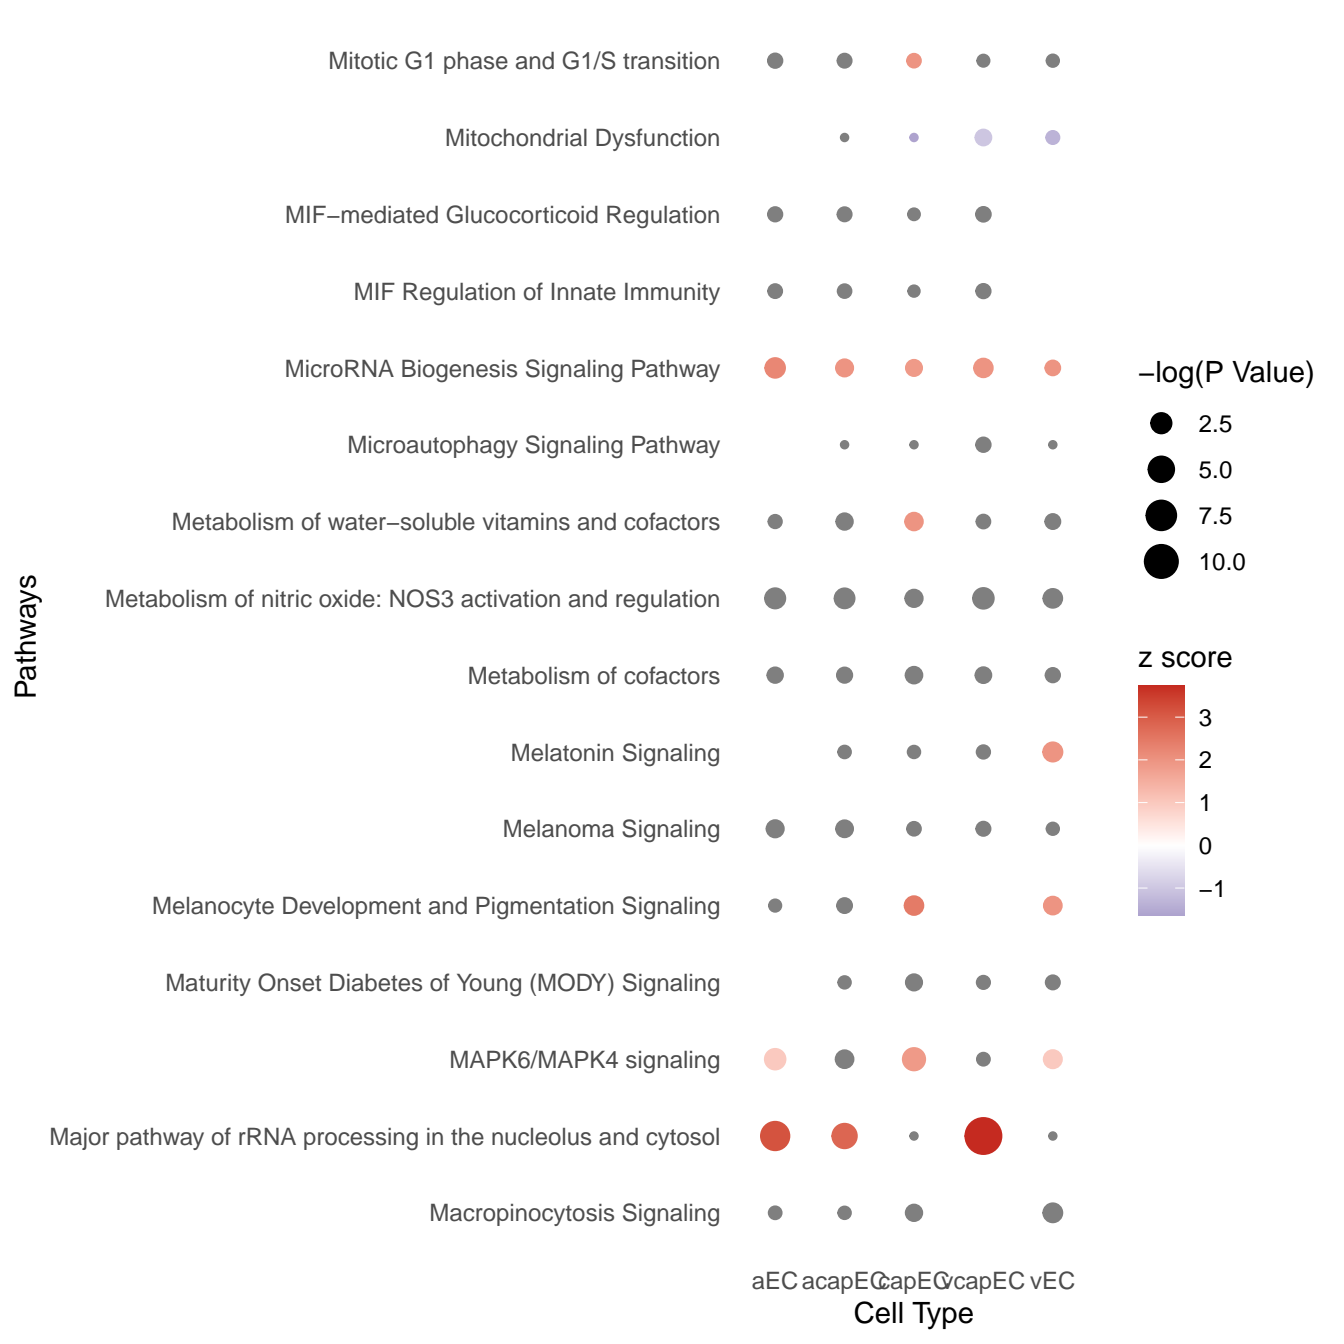 Mitotic G1 phase and G1/S transition
Mitochondrial Dysfunction
MIF−mediated Glucocorticoid Regulation
MIF Regulation of Innate Immunity
MicroRNA Biogenesis Signaling Pathway
Microautophagy Signaling Pathway
Metabolism of water−soluble vitamins and cofactors
Metabolism of nitric oxide: NOS3 activation and regulation
Metabolism of cofactors
Melatonin Signaling
Melanoma Signaling
Melanocyte Development and Pigmentation Signaling
Maturity Onset Diabetes of Young (MODY) Signaling
MAPK6/MAPK4 signaling
Major pathway of rRNA processing in the nucleolus and cytosol
Macropinocytosis Signaling
Pathways
aEC acapEC capEC vcapEC vEC
Cell Type
−log(P Value)
2.5
5.0
7.5
10.0
z score
3
2
1
0
−1